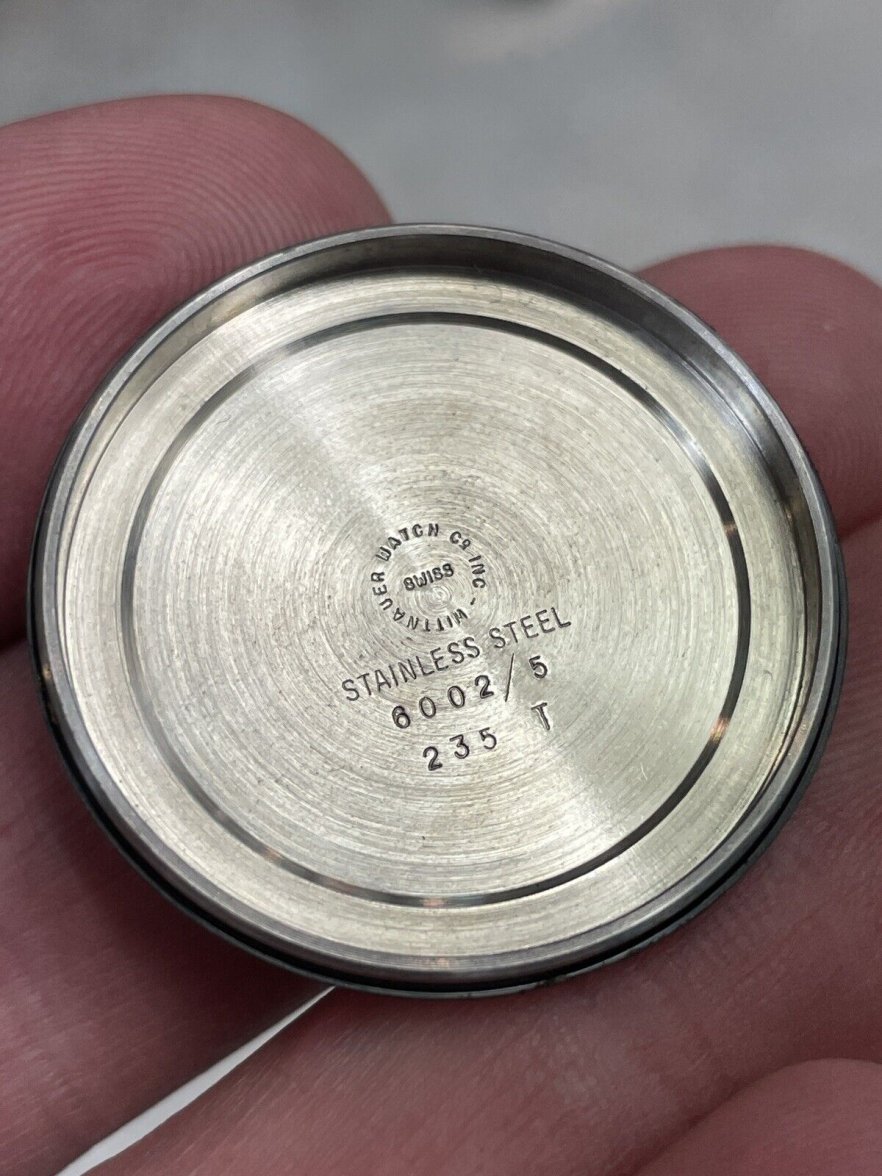 WITTNAUER WATCH Cº INC-
SWISS
STAINLESS STEEL
6002/5
235 T